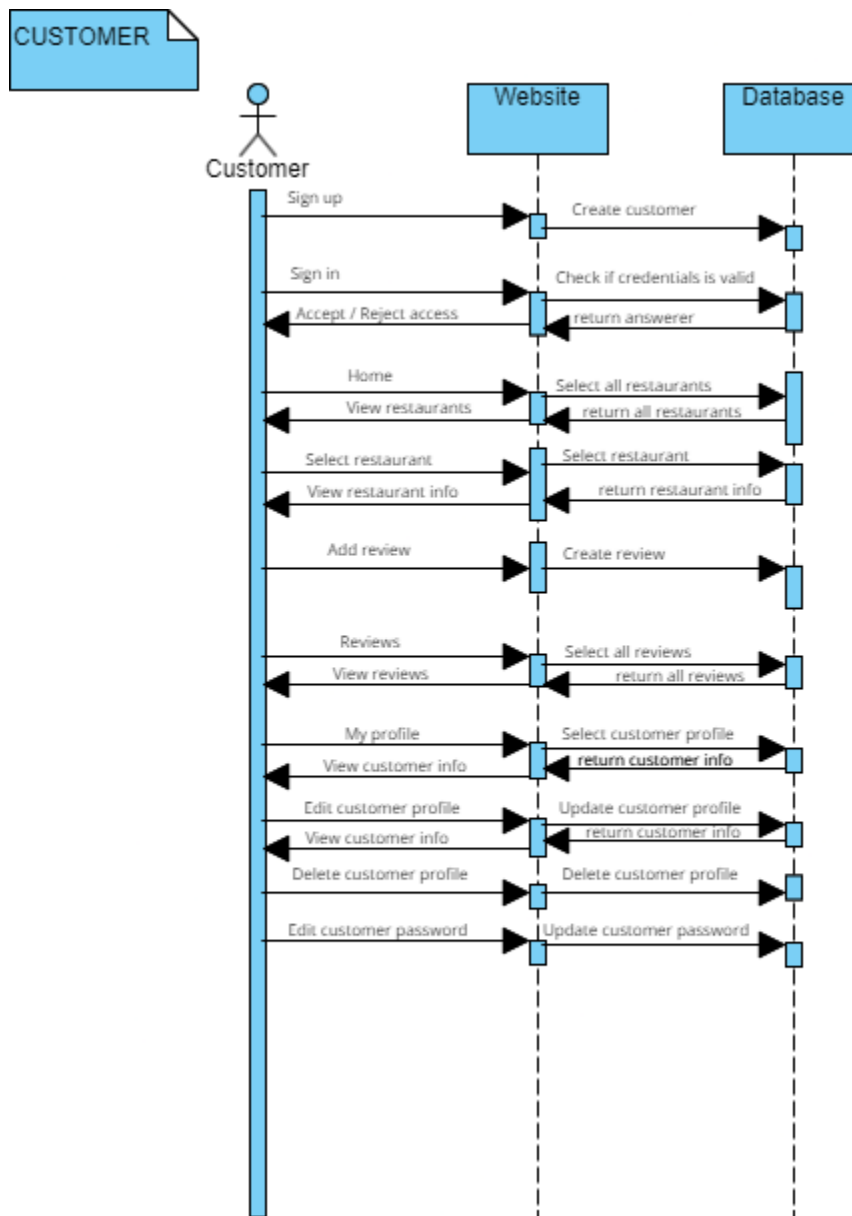 CUSTOMER
Website
Database
Customer
Sign up
Create customer
Sign in
Check if credentials is valid
Accept / Reject access
return answerer
Home
Select all restaurants
View restaurants
return all restaurants
Select restaurant
Select restaurant
View restaurant info
return restaurant info
Add review
Create review
Reviews
Select all reviews
View reviews
return all reviews
My profile
Select customer profile
View customer info
return customer info
Edit customer profile
Update customer profile
View customer info
return customer info
Delete customer profile
Delete customer profile
Edit customer password
Update customer password